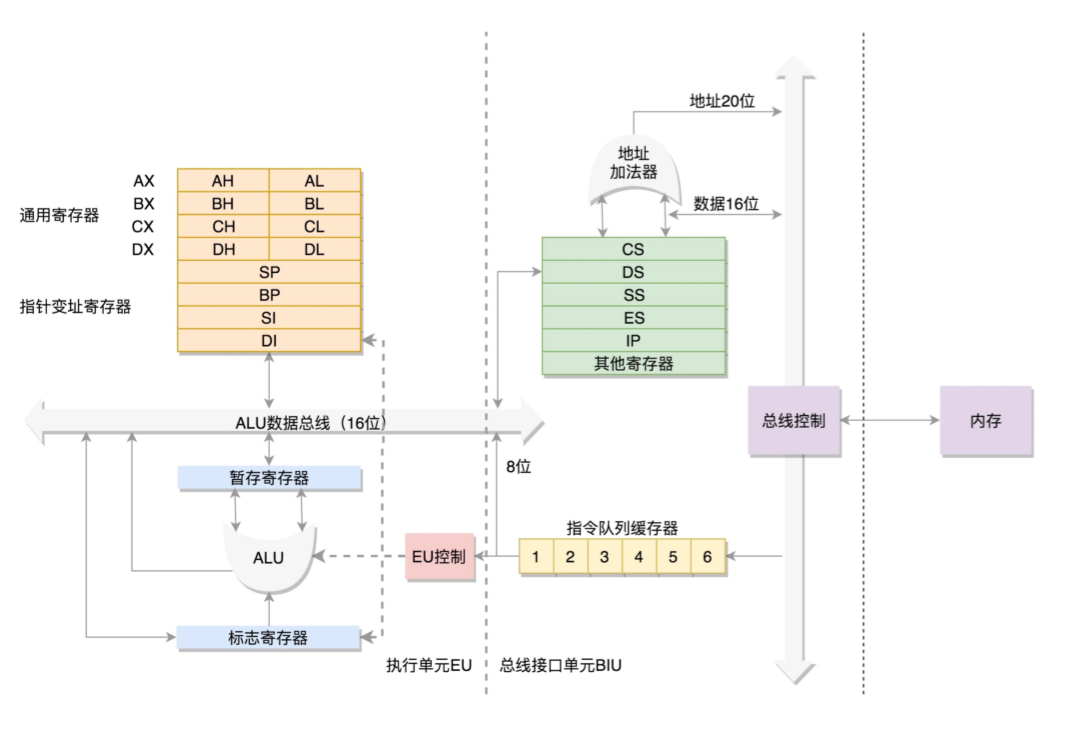 地址20位
地址
加法器
数据16位
AX AH AL
BX BH BL
通用寄存器
CX CH CL
DX DH DL
SP
BP
指针变址寄存器
SI
DI
CS
DS
SS
ES
IP
其他寄存器
ALU数据总线（16位）
总线控制
内存
8位
暂存寄存器
指令队列缓存器
ALU
EU控制
1 2 3 4 5 6
标志寄存器
执行单元EU
总线接口单元BIU